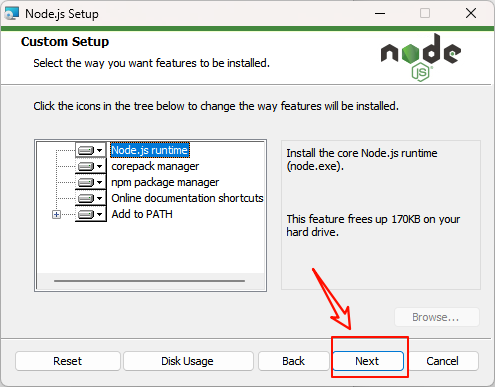 Node.js Setup
Custom Setup
Select the way you want features to be installed.
node
JS
Click the icons in the tree below to change the way features will be installed.
Node.js runtime
corepack manager
npm package manager
Online documentation shortcuts
Add to PATH
Install the core Node.js runtime
(node.exe).
This feature frees up 170KB on your
hard drive.
Browse...
Reset
Disk Usage
Back
Next
Cancel